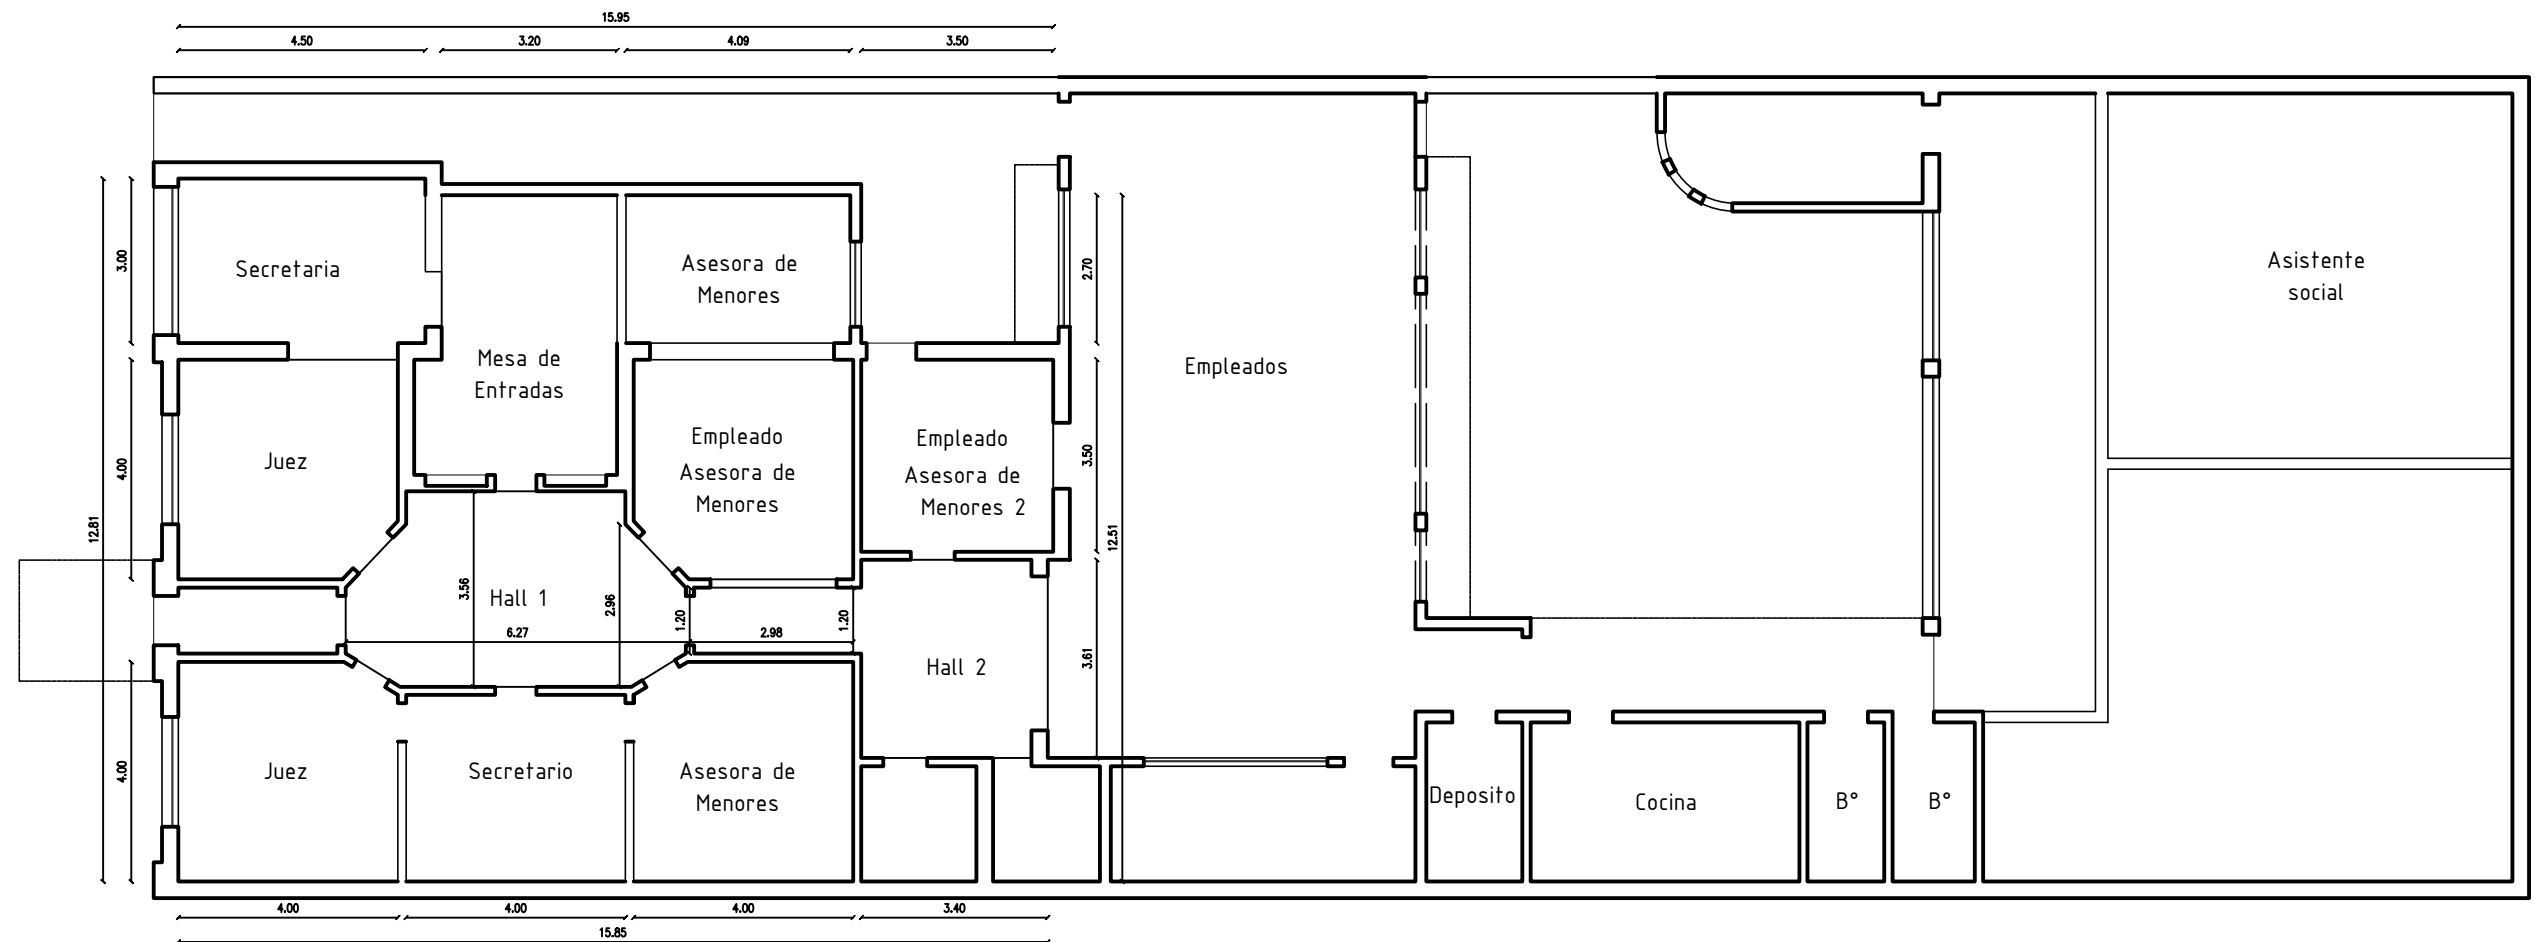 15.95
4.50
3.20
4.09
3.50
Secretaria
3.00
Asesora de
Menores
2.70
Asistente
social
Mesa de
Entradas
Empleados
Juez
4.00
12.81
Empleado
Asesora de
Menores
Empleado
Asesora de
Menores 2
3.50
12.51
Hall 1
3.56
2.96
1.20
1.20
6.27
2.98
Hall 2
3.61
Juez
4.00
Secretario
Asesora de
Menores
Deposito
Cocina
B°
B°
4.00
4.00
4.00
3.40
15.85